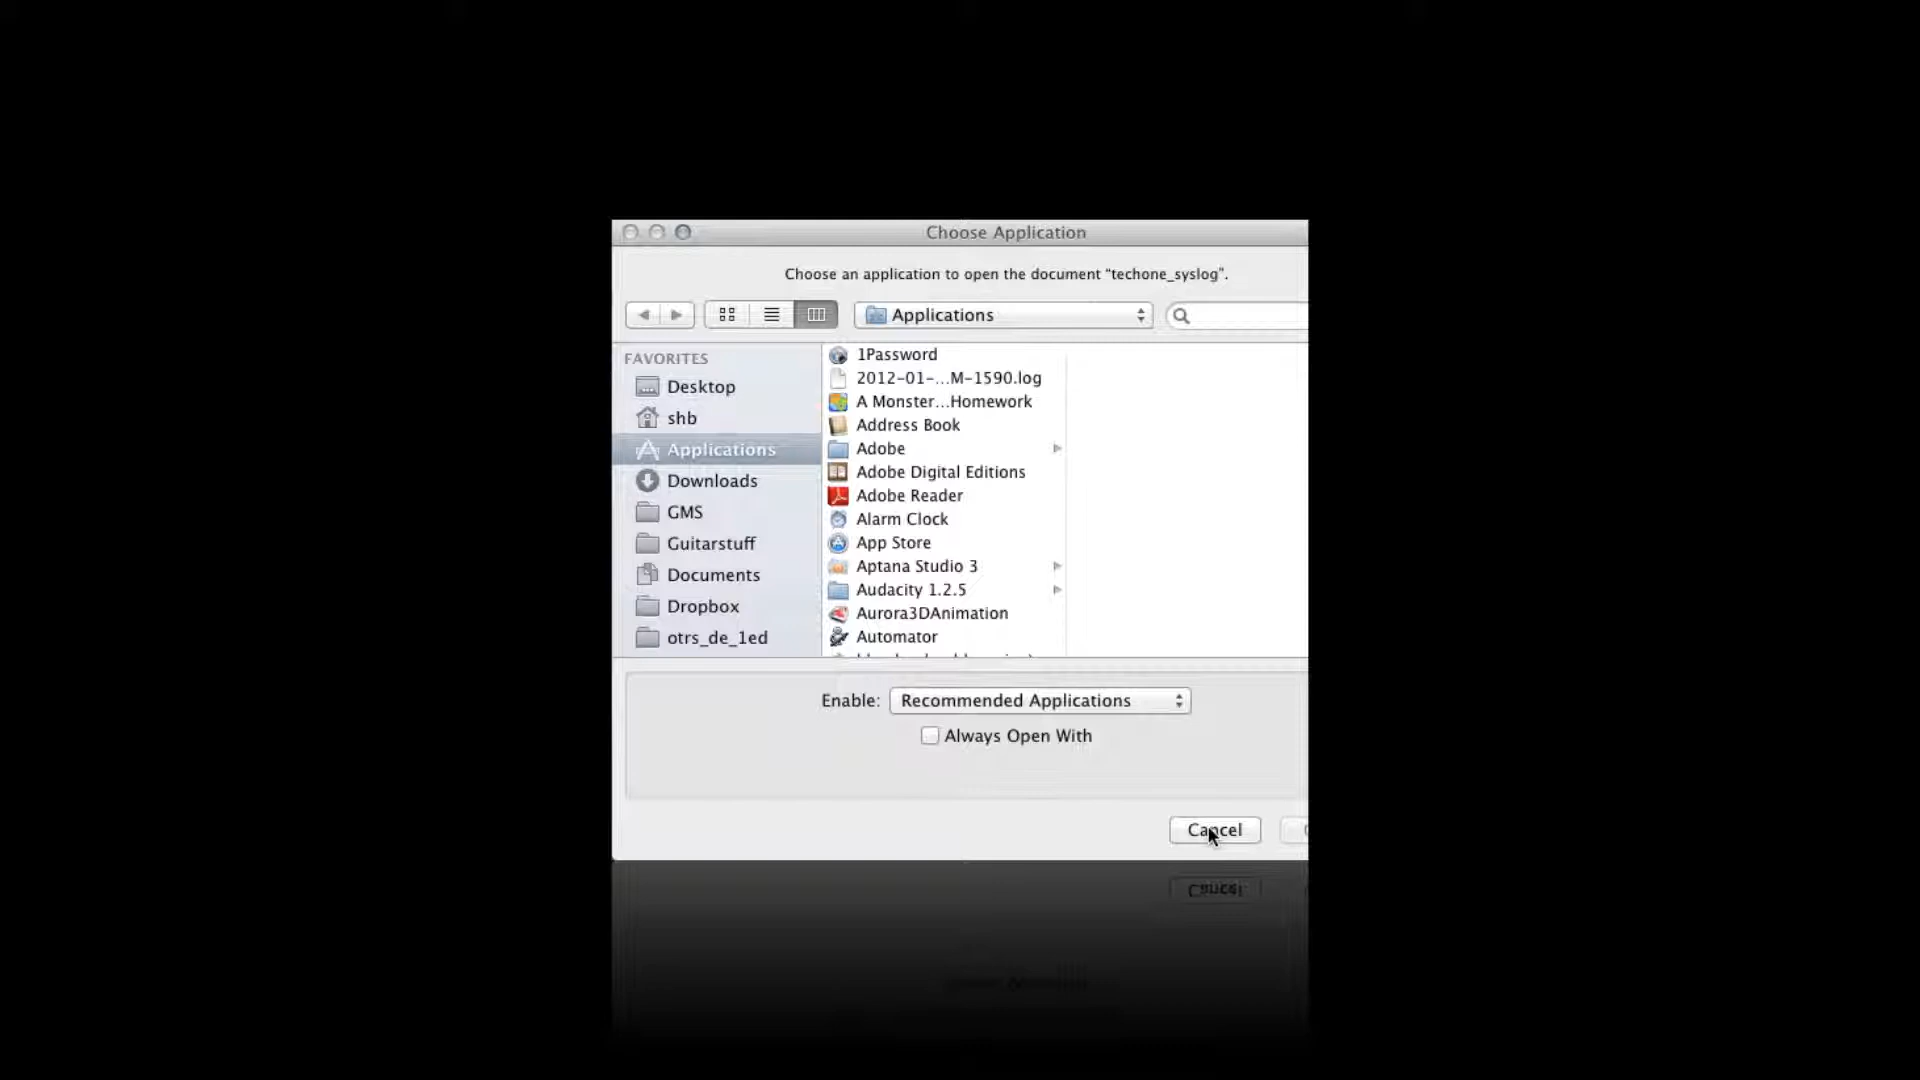 Choose Application
Choose an application to open the document “techone_syslog”.
Applications
FAVORITES
Desktop
shb
Applications
Downloads
GMS
Guitarstuff
Documents
Dropbox
otrs_de_1ed
1Password
2012-01-...M-1590.log
A Monster...Homework
Address Book
Adobe
Adobe Digital Editions
Adobe Reader
Alarm Clock
App Store
Aptana Studio 3
Audacity 1.2.5
Aurora3DAnimation
Automator
Enable: Recommended Applications
Always Open With
Cancel
Cancel